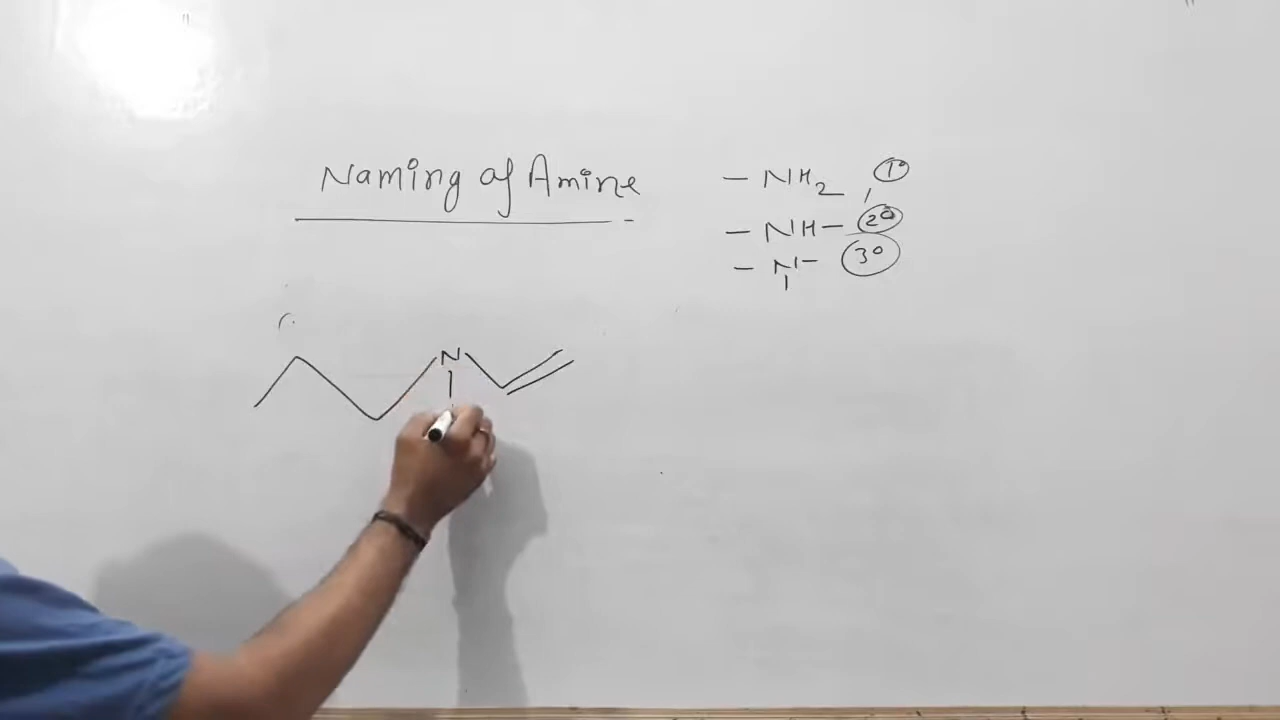 Naming of Amine
– NH2 1°
– NH – 2°
– N – 3°
N